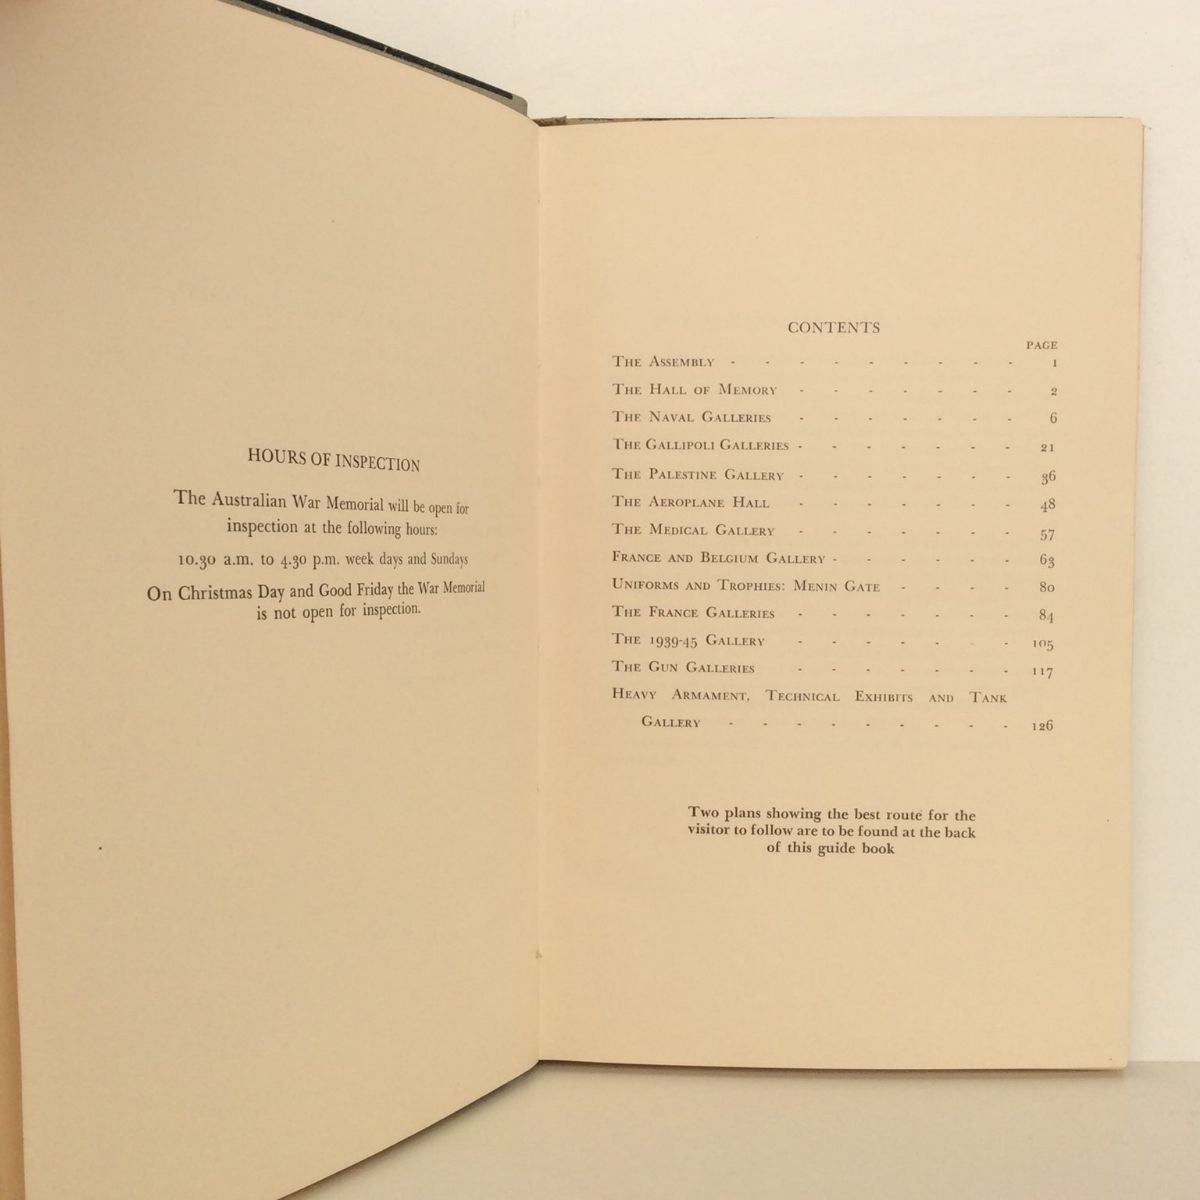 HOURS OF INSPECTION
The Australian War Memorial will be open for
inspection at the following hours:
10.30 a.m. to 4.30 p.m. week days and Sundays
On Christmas Day and Good Friday the War Memorial
is not open for inspection.
CONTENTS
PAGE
The Assembly - - - - - - - - - 1
The Hall of Memory - - - - - - - 2
The Naval Galleries - - - - - - - 6
The Gallipoli Galleries - - - - - - - 21
The Palestine Gallery - - - - - - - 36
The Aeroplane Hall - - - - - - - 48
The Medical Gallery - - - - - - - 57
France and Belgium Gallery - - - - - - 63
Uniforms and Trophies: Menin Gate - - - - 80
The France Galleries - - - - - - - 84
The 1939-45 Gallery - - - - - - - 105
The Gun Galleries - - - - - - - 117
Heavy Armament, Technical Exhibits and Tank
Gallery - - - - - - - - - 126
Two plans showing the best route for the
visitor to follow are to be found at the back
of this guide book